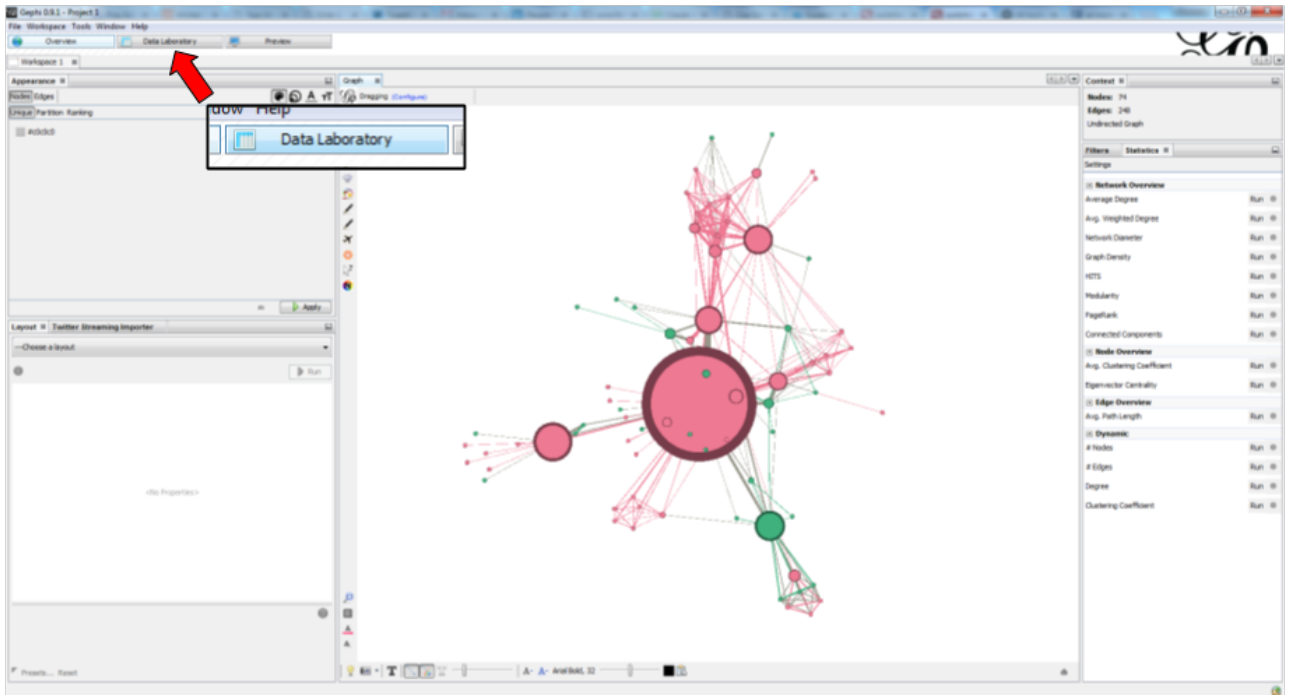 Gephi 0.9.1 - Project 1
File Workspace Tools Window Help
Overview Data Laboratory Preview
Workspace 1
Appearance
Nodes Edges
Unique Partition Ranking
#c0c0c0
Apply
Layout Twitter Streaming Importer
---Choose a layout
Run
<No Properties>
Presets... Reset
dow Help
Data Laboratory
Graph
Dragging (Configure)
Arial Bold, 32
Context
Nodes: 74
Edges: 248
Undirected Graph
Filters Statistics
Settings
Network Overview
Average Degree Run
Avg. Weighted Degree Run
Network Diameter Run
Graph Density Run
HITS Run
Modularity Run
PageRank Run
Connected Components Run
Node Overview
Avg. Clustering Coefficient Run
Eigenvector Centrality Run
Edge Overview
Avg. Path Length Run
Dynamic
# Nodes Run
# Edges Run
Degree Run
Clustering Coefficient Run